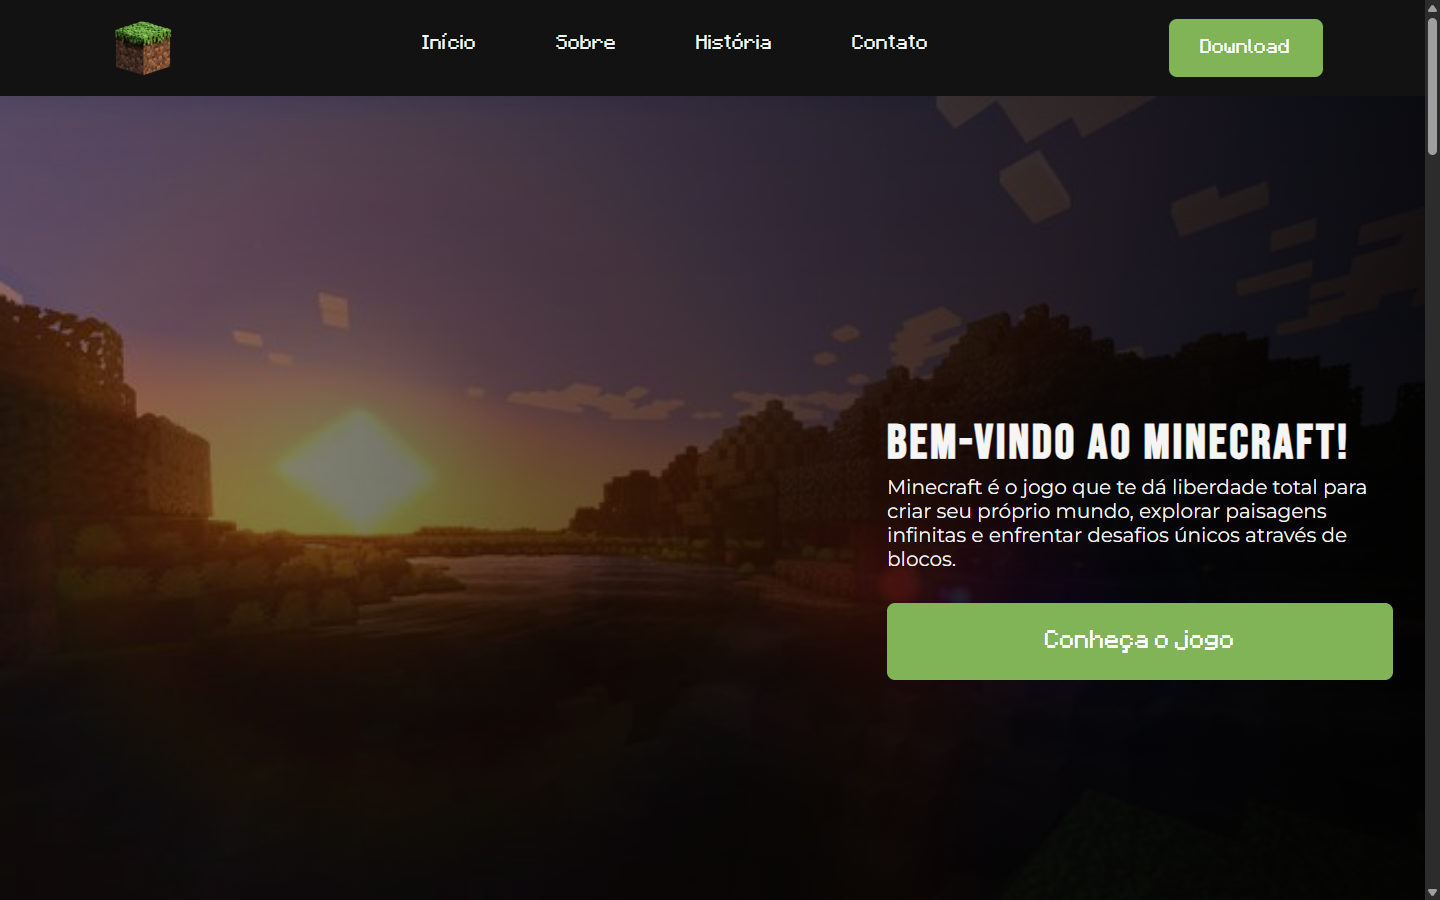 Início
Sobre
História
Contato
Download
BEM-VINDO AO MINECRAFT!
Minecraft é o jogo que te dá liberdade total para
criar seu próprio mundo, explorar paisagens
infinitas e enfrentar desafios únicos através de
blocos.
Conheça o jogo